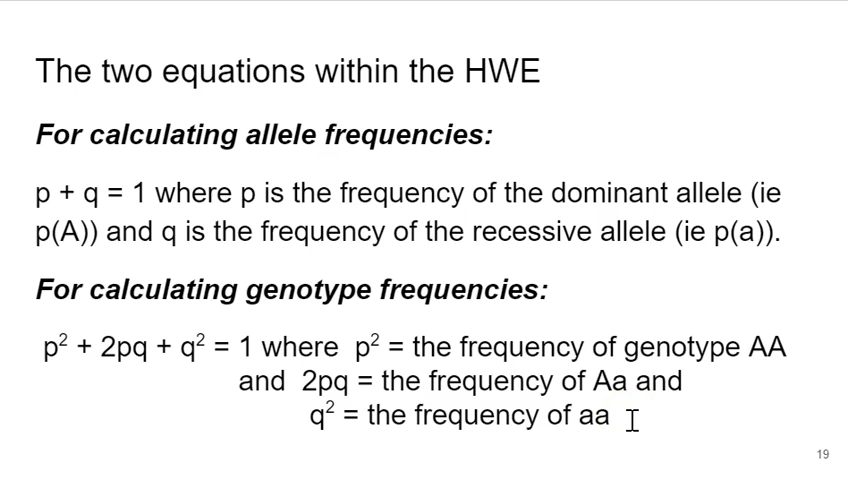 The two equations within the HWE
For calculating allele frequencies:
p + q = 1 where p is the frequency of the dominant allele (ie
p(A)) and q is the frequency of the recessive allele (ie p(a)).
For calculating genotype frequencies:
p² + 2pq + q² = 1 where  p² = the frequency of genotype AA
and  2pq = the frequency of Aa and
q² = the frequency of aa
19